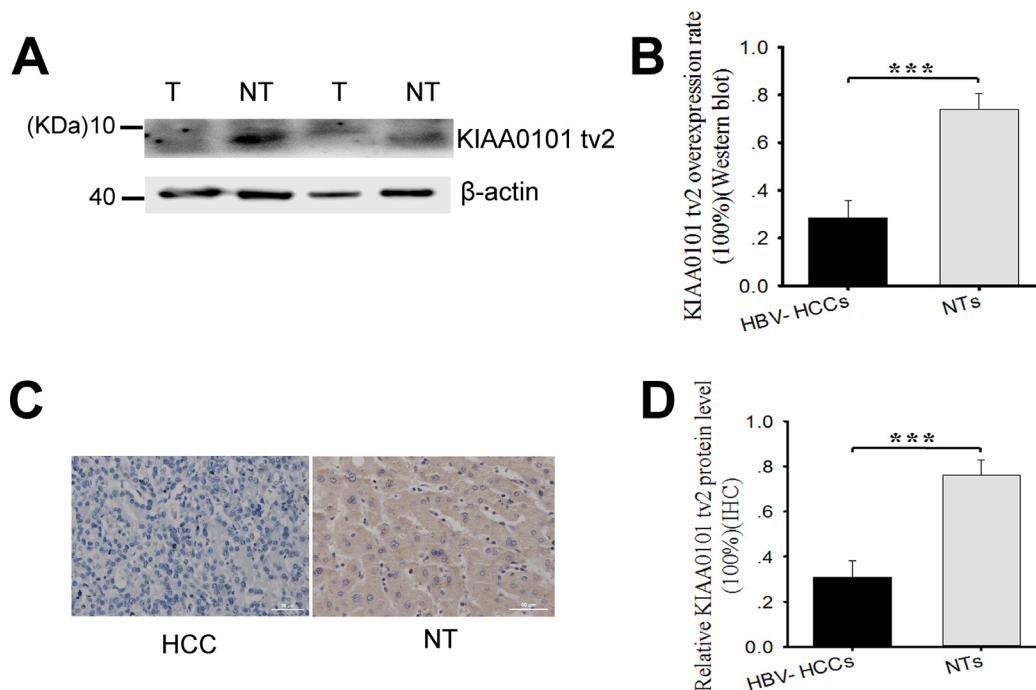 A
T NT T NT
(KDa)10
KIAA0101 tv2
40
β-actin
B
KIAA0101 tv2 overexpression rate
(100%)(Western blot)
1.0
.8
.6
.4
.2
0.0
***
HBV- HCCs
NTs
C
50 μm
HCC
NT
D
Relative KIAA0101 tv2 protein level
(100%)(IHC)
1.0
.8
.6
.4
.2
0.0
***
HBV- HCCs
NTs